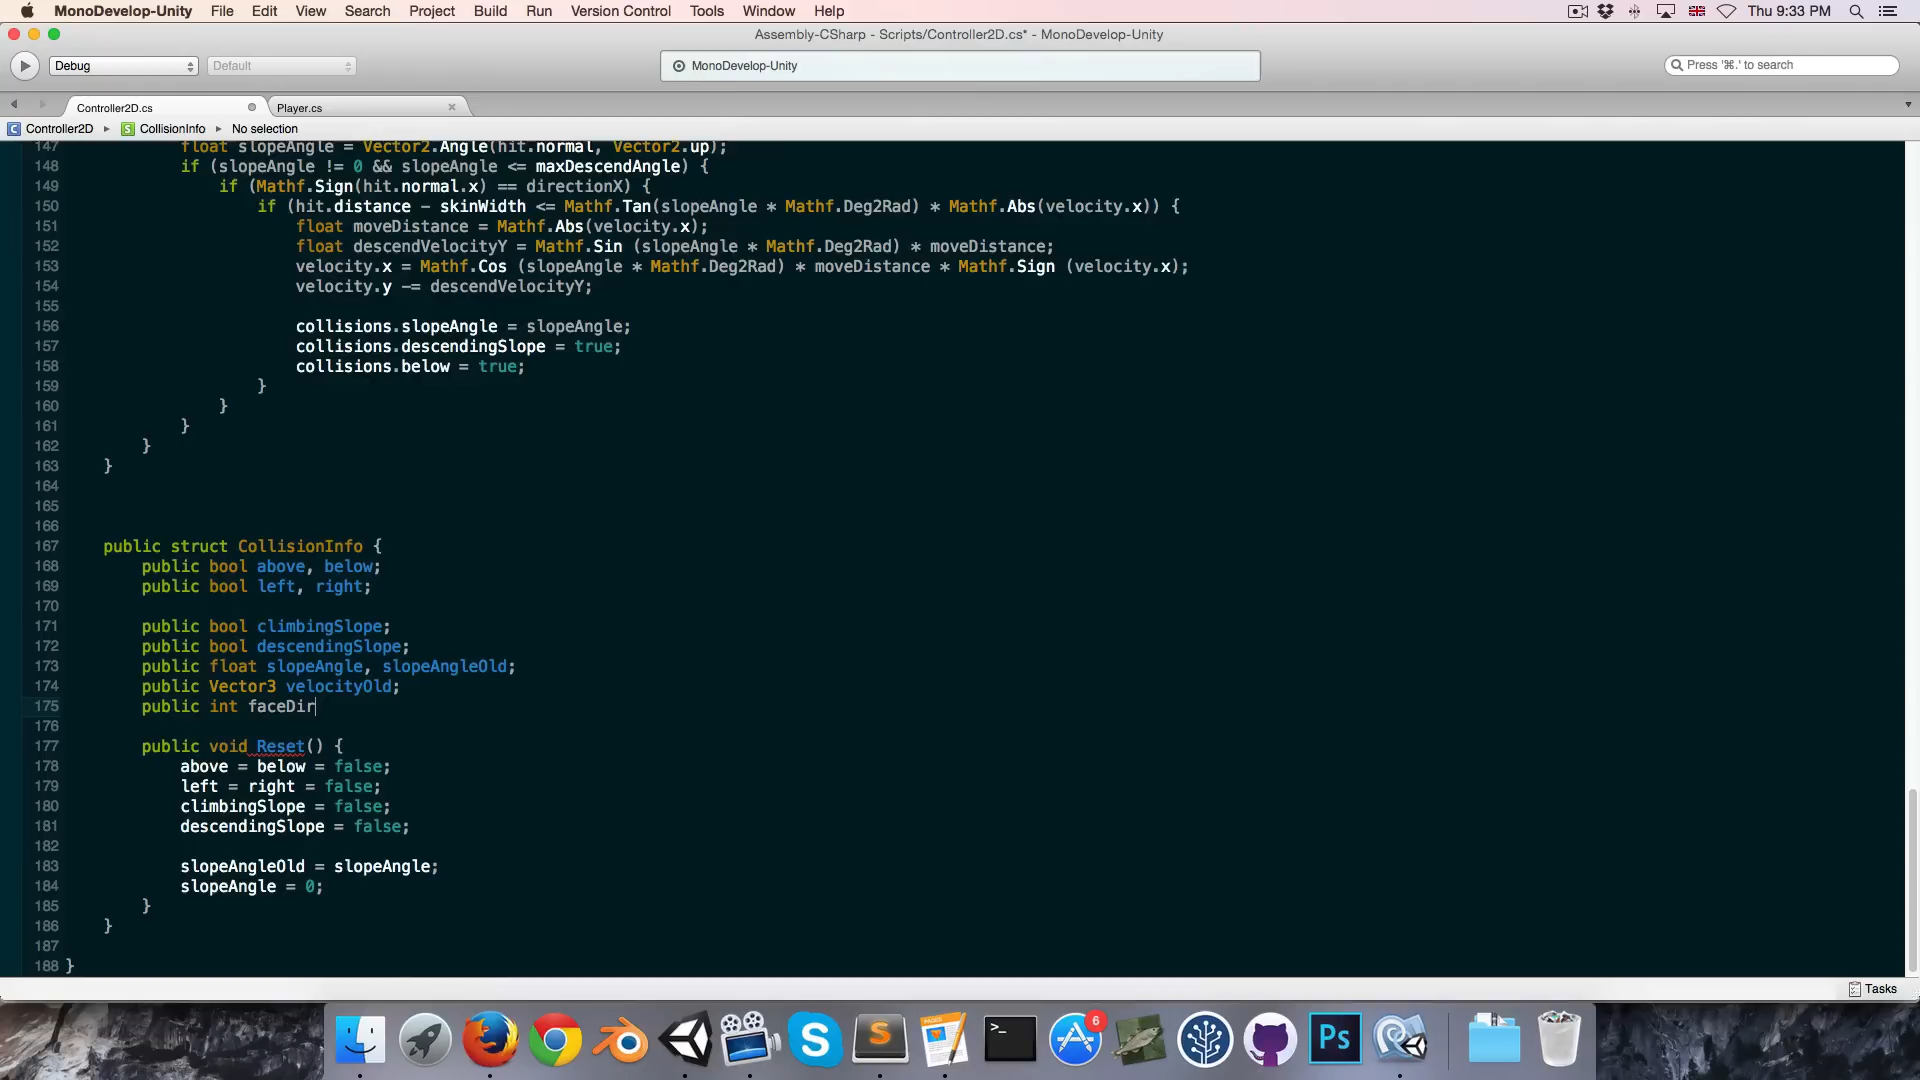 MonoDevelop-Unity File Edit View Search Project Build Run Version Control Tools Window Help Thu 9:33 PM
Assembly-CSharp - Scripts/Controller2D.cs* - MonoDevelop-Unity
Debug Default MonoDevelop-Unity Press '⌘.' to search
Controller2D.cs Player.cs
Controller2D CollisionInfo No selection
147 float slopeAngle = Vector2.Angle(hit.normal, Vector2.up);
148 if (slopeAngle != 0 && slopeAngle <= maxDescendAngle) {
149 if (Mathf.Sign(hit.normal.x) == directionX) {
150 if (hit.distance - skinWidth <= Mathf.Tan(slopeAngle * Mathf.Deg2Rad) * Mathf.Abs(velocity.x)) {
151 float moveDistance = Mathf.Abs(velocity.x);
152 float descendVelocityY = Mathf.Sin (slopeAngle * Mathf.Deg2Rad) * moveDistance;
153 velocity.x = Mathf.Cos (slopeAngle * Mathf.Deg2Rad) * moveDistance * Mathf.Sign (velocity.x);
154 velocity.y -= descendVelocityY;
155
156 collisions.slopeAngle = slopeAngle;
157 collisions.descendingSlope = true;
158 collisions.below = true;
159 }
160 }
161 }
162 }
163 }
164
165
166
167 public struct CollisionInfo {
168 public bool above, below;
169 public bool left, right;
170
171 public bool climbingSlope;
172 public bool descendingSlope;
173 public float slopeAngle, slopeAngleOld;
174 public Vector3 velocityOld;
175 public int faceDir
176
177 public void Reset() {
178 above = below = false;
179 left = right = false;
180 climbingSlope = false;
181 descendingSlope = false;
182
183 slopeAngleOld = slopeAngle;
184 slopeAngle = 0;
185 }
186 }
187
188 }
Tasks
PAGES
>_
6
Ps